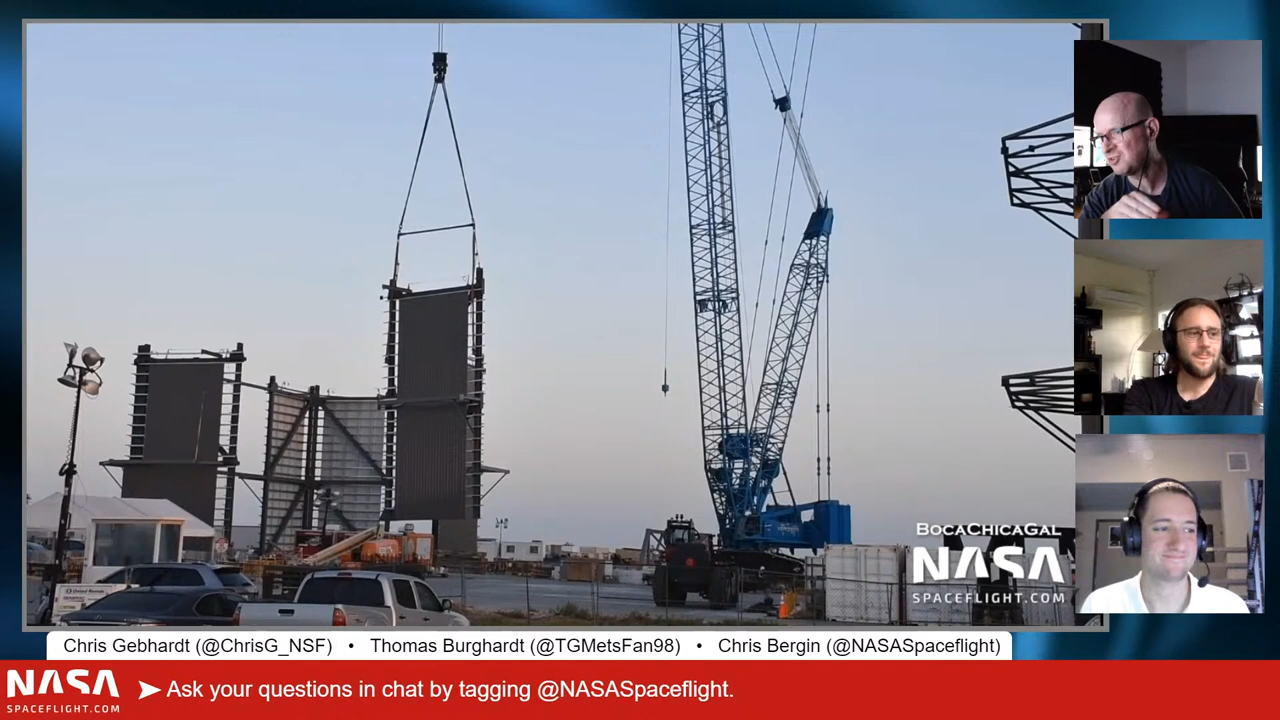 BOCACHICAGAL
NASA
SPACEFLIGHT.COM
Chris Gebhardt (@ChrisG_NSF) • Thomas Burghardt (@TGMetsFan98) • Chris Bergin (@NASASpaceflight)
NASA
SPACEFLIGHT.COM
Ask your questions in chat by tagging @NASASpaceflight.